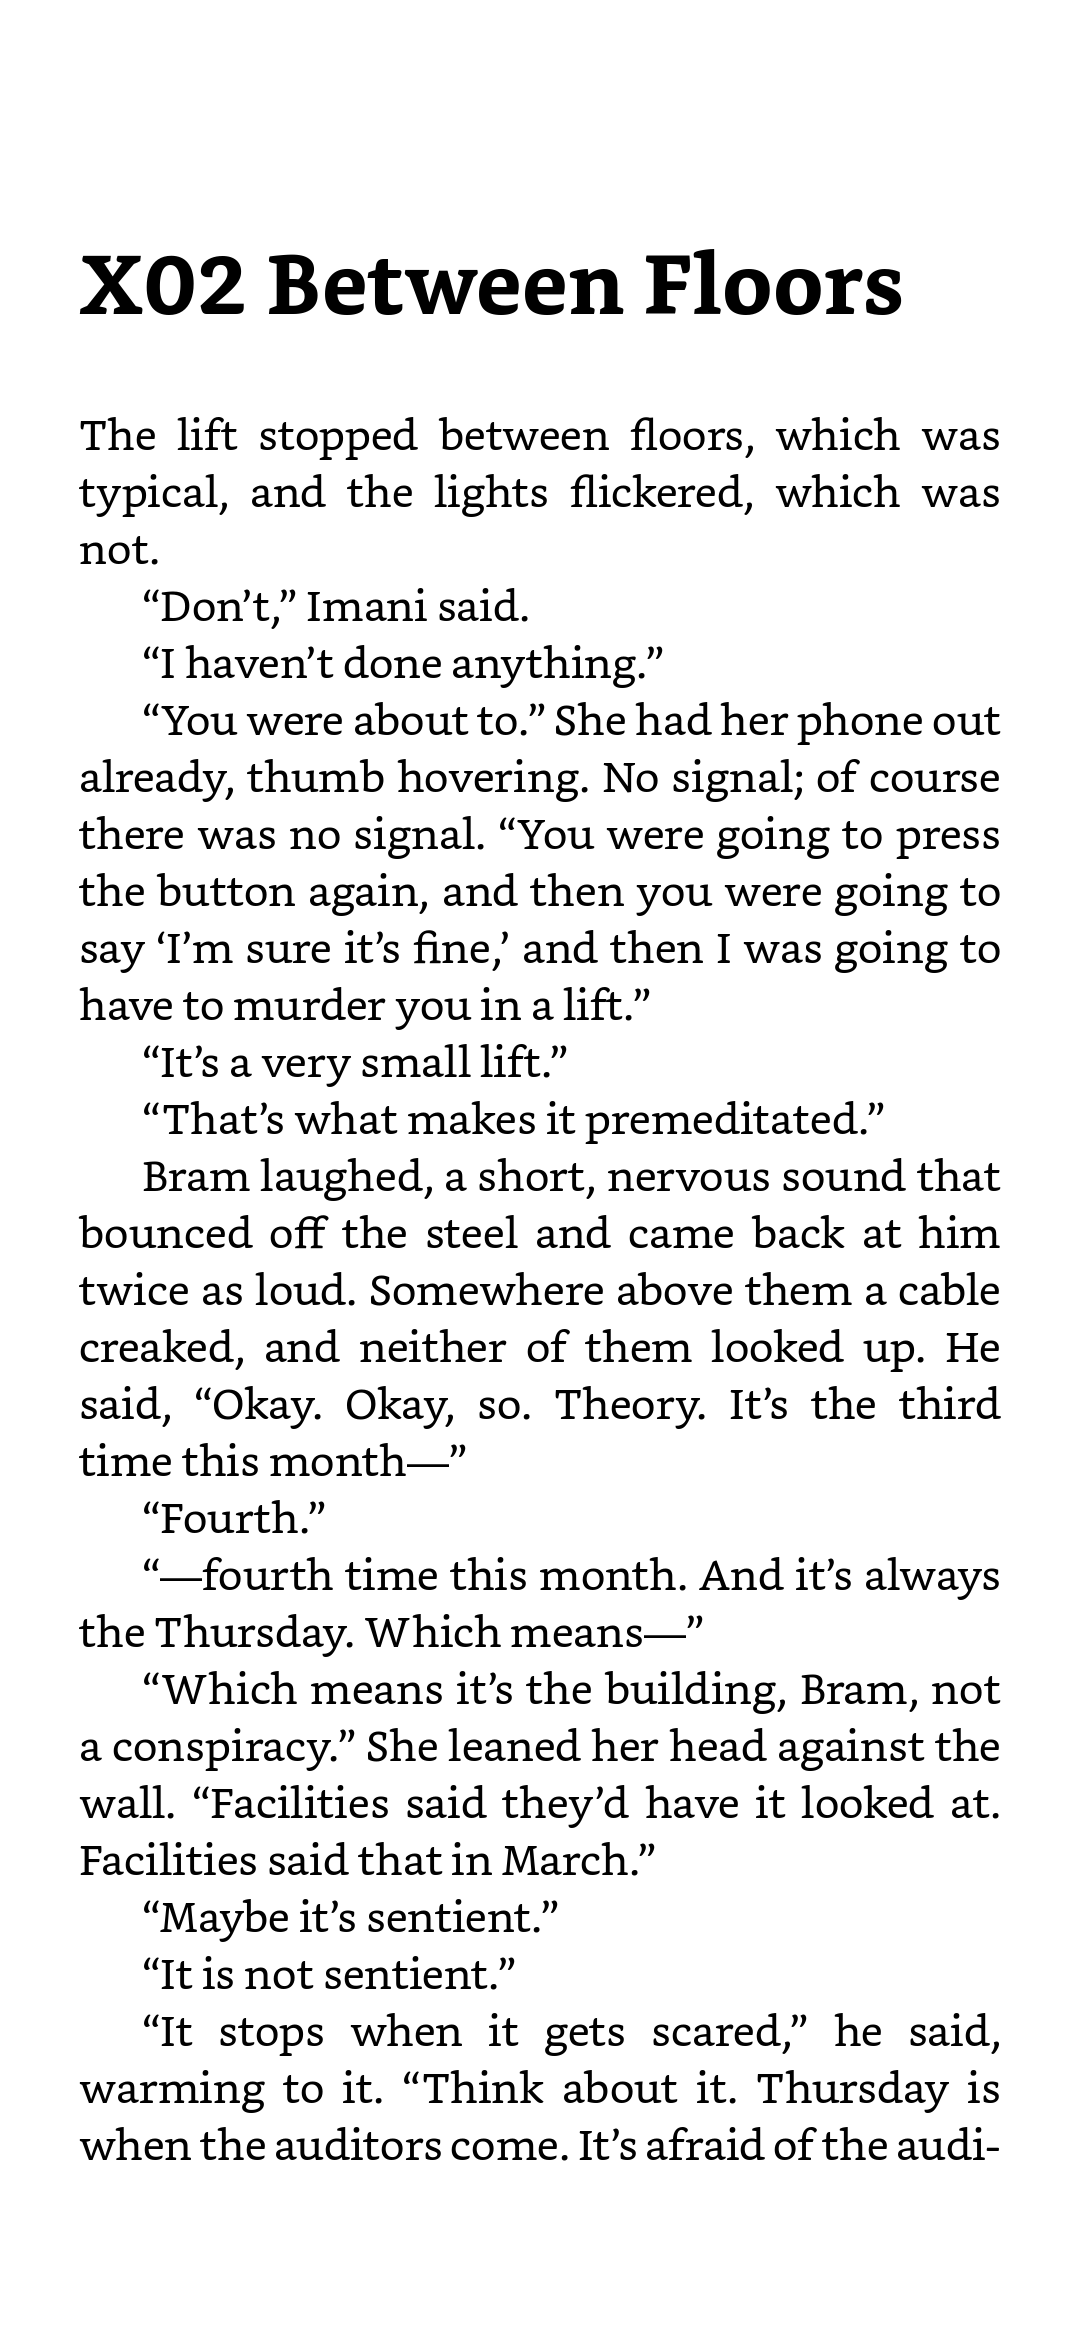 X02 Between Floors
The lift stopped between floors, which was
typical, and the lights flickered, which was
not.
“Don’t,” Imani said.
“I haven’t done anything.”
“You were about to.” She had her phone out
already, thumb hovering. No signal; of course
there was no signal. “You were going to press
the button again, and then you were going to
say ‘I’m sure it’s fine,’ and then I was going to
have to murder you in a lift.”
“It’s a very small lift.”
“That’s what makes it premeditated.”
Bram laughed, a short, nervous sound that
bounced off the steel and came back at him
twice as loud. Somewhere above them a cable
creaked, and neither of them looked up. He
said, “Okay. Okay, so. Theory. It’s the third
time this month—”
“Fourth.”
“—fourth time this month. And it’s always
the Thursday. Which means—”
“Which means it’s the building, Bram, not
a conspiracy.” She leaned her head against the
wall. “Facilities said they’d have it looked at.
Facilities said that in March.”
“Maybe it’s sentient.”
“It is not sentient.”
“It stops when it gets scared,” he said,
warming to it. “Think about it. Thursday is
when the auditors come. It’s afraid of the audi-